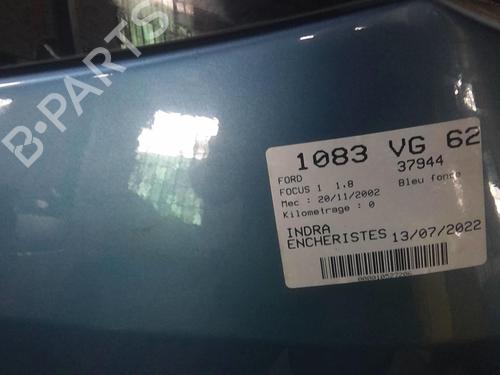 B-PARTS
1083 VG 62
FORD 37944
FOCUS 1 1.8 Bleu fonce
Mec : 20/11/2002
Kilometrage : 0
INDRA
ENCHERISTES 13/07/2022